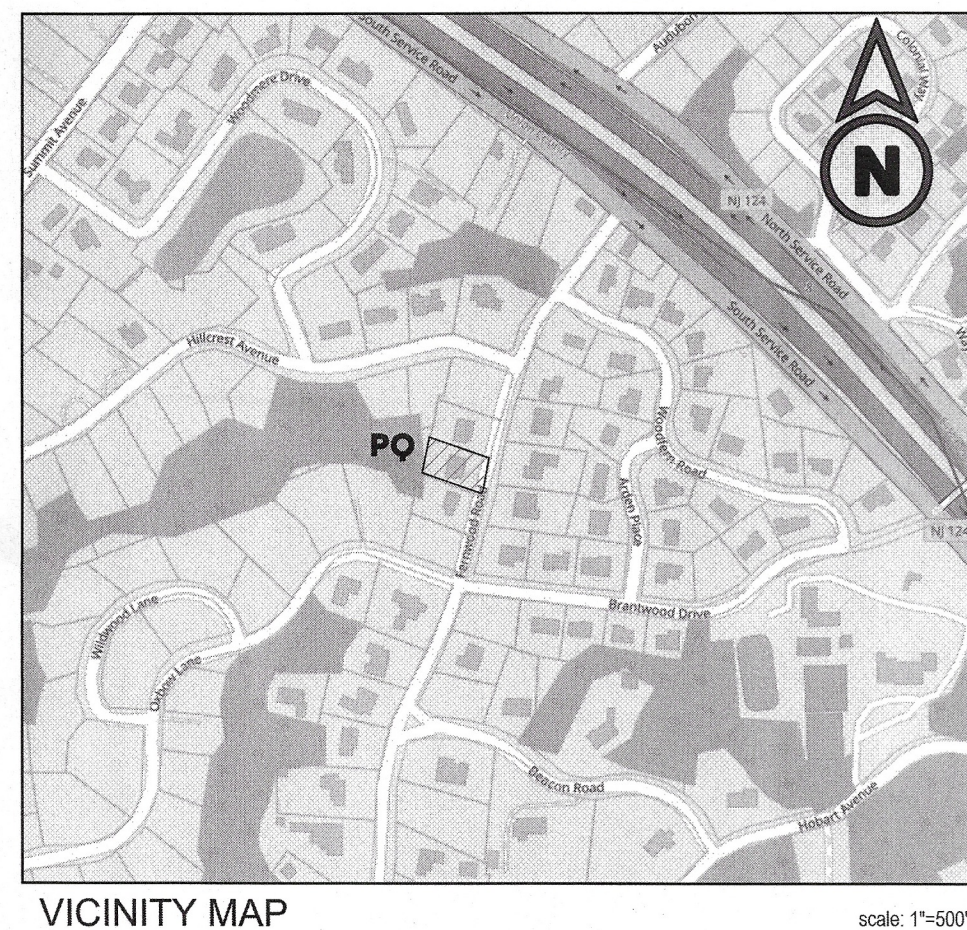 South Service Road
Audubon
Colonial Way
Woodmere Drive
Summit Avenue
N
NJ 124
North Service Road
South Service Road
Hillcrest Avenue
PQ
Woodfern Road
Arden Place
Fernwood Road
NJ 124
Brantwood Drive
Wildwood Lane
Oxbow Lane
Beacon Road
Hobart Avenue
VICINITY MAP
scale: 1"=500'